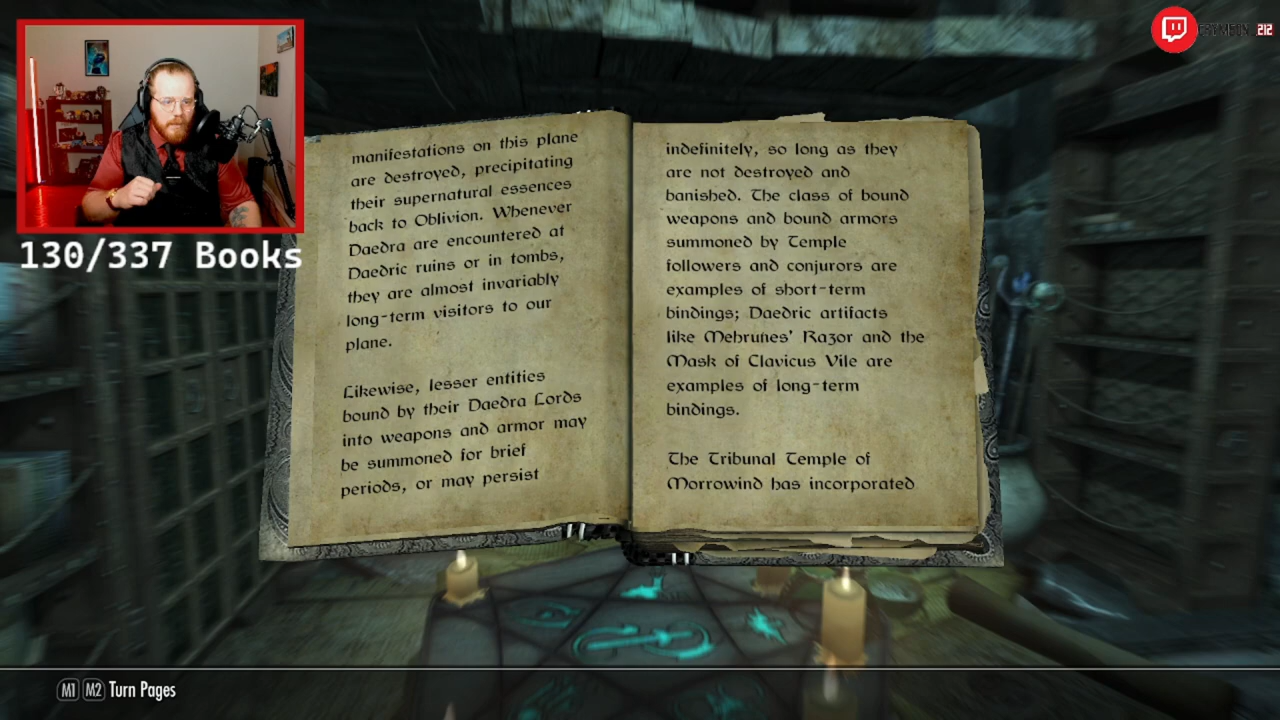 212
130/337 Books
manifestations on this plane
are destroyed, precipitating
their supernatural essences
back to Oblivion. Whenever
Daedra are encountered at
Daedric ruins or in tombs,
they are almost invariably
long-term visitors to our
plane.
Likewise, lesser entities
bound by their Daedra Lords
into weapons and armor may
be summoned for brief
periods, or may persist
indefinitely, so long as they
are not destroyed and
banished. The class of bound
weapons and bound armors
summoned by Temple
followers and conjurors are
examples of short-term
bindings; Daedric artifacts
like Mehrunes' Razor and the
Mask of Clavicus Vile are
examples of long-term
bindings.
The Tribunal Temple of
Morrowind has incorporated
M1 M2 Turn Pages